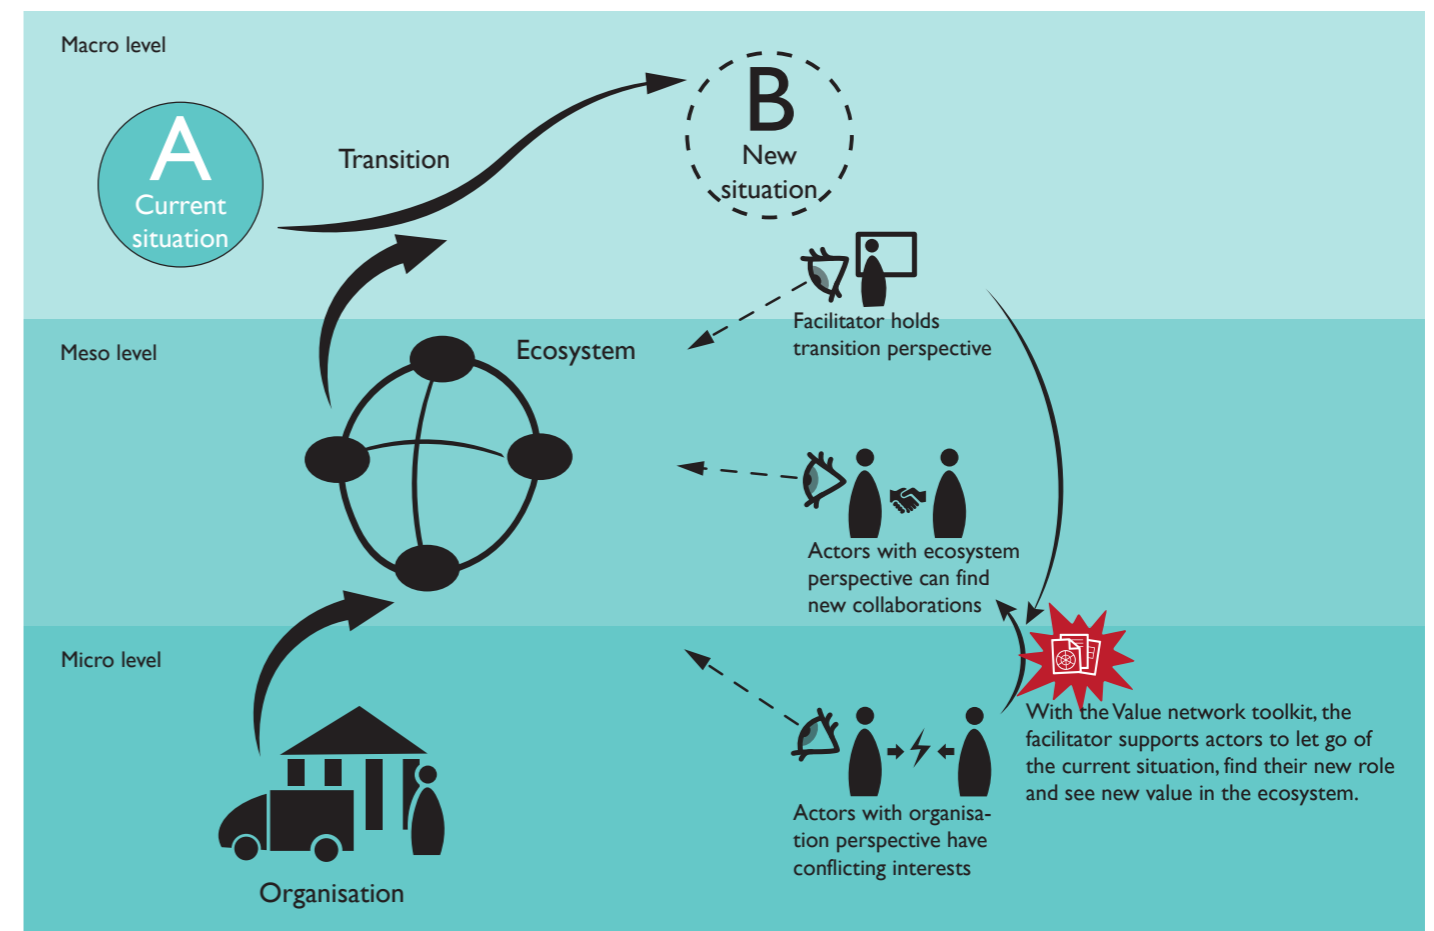 Macro level
A
Current
situation
Transition
B
New
situation
Facilitator holds
transition perspective
Meso level
Ecosystem
Actors with ecosystem
perspective can find
new collaborations
Micro level
With the Value network toolkit, the
facilitator supports actors to let go of
the current situation, find their new role
and see new value in the ecosystem.
Actors with organisa-
tion perspective have
conflicting interests
Organisation